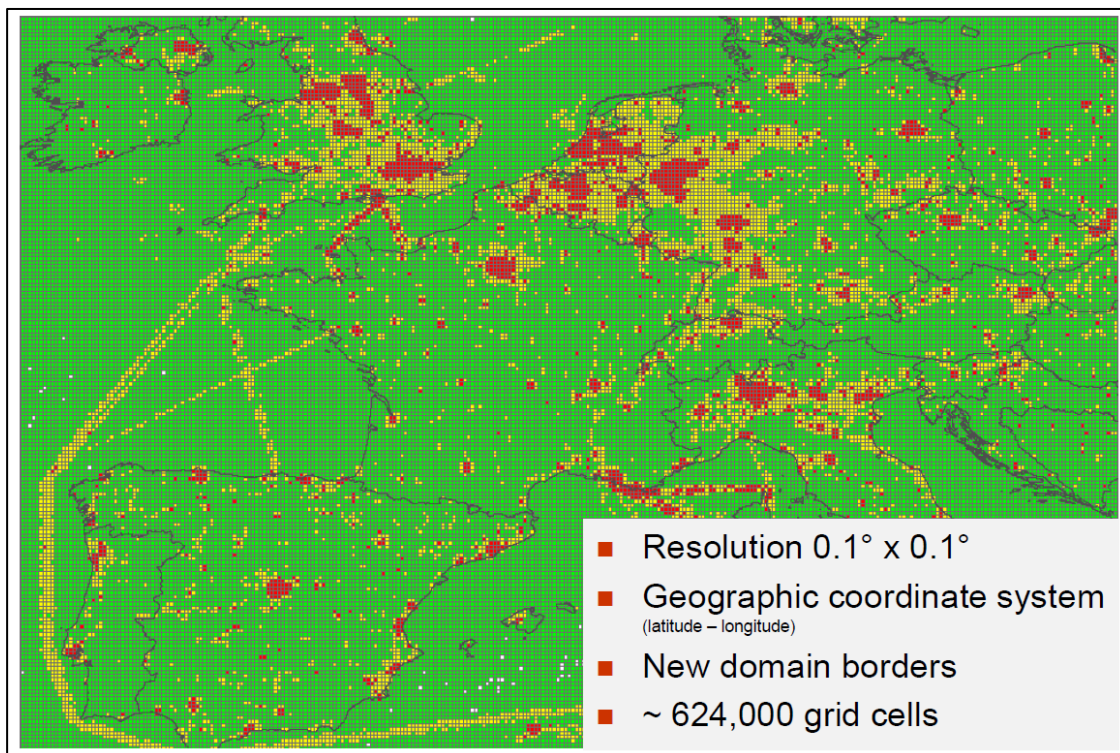 Resolution 0.1° x 0.1°
Geographic coordinate system
(latitude – longitude)
New domain borders
~ 624,000 grid cells